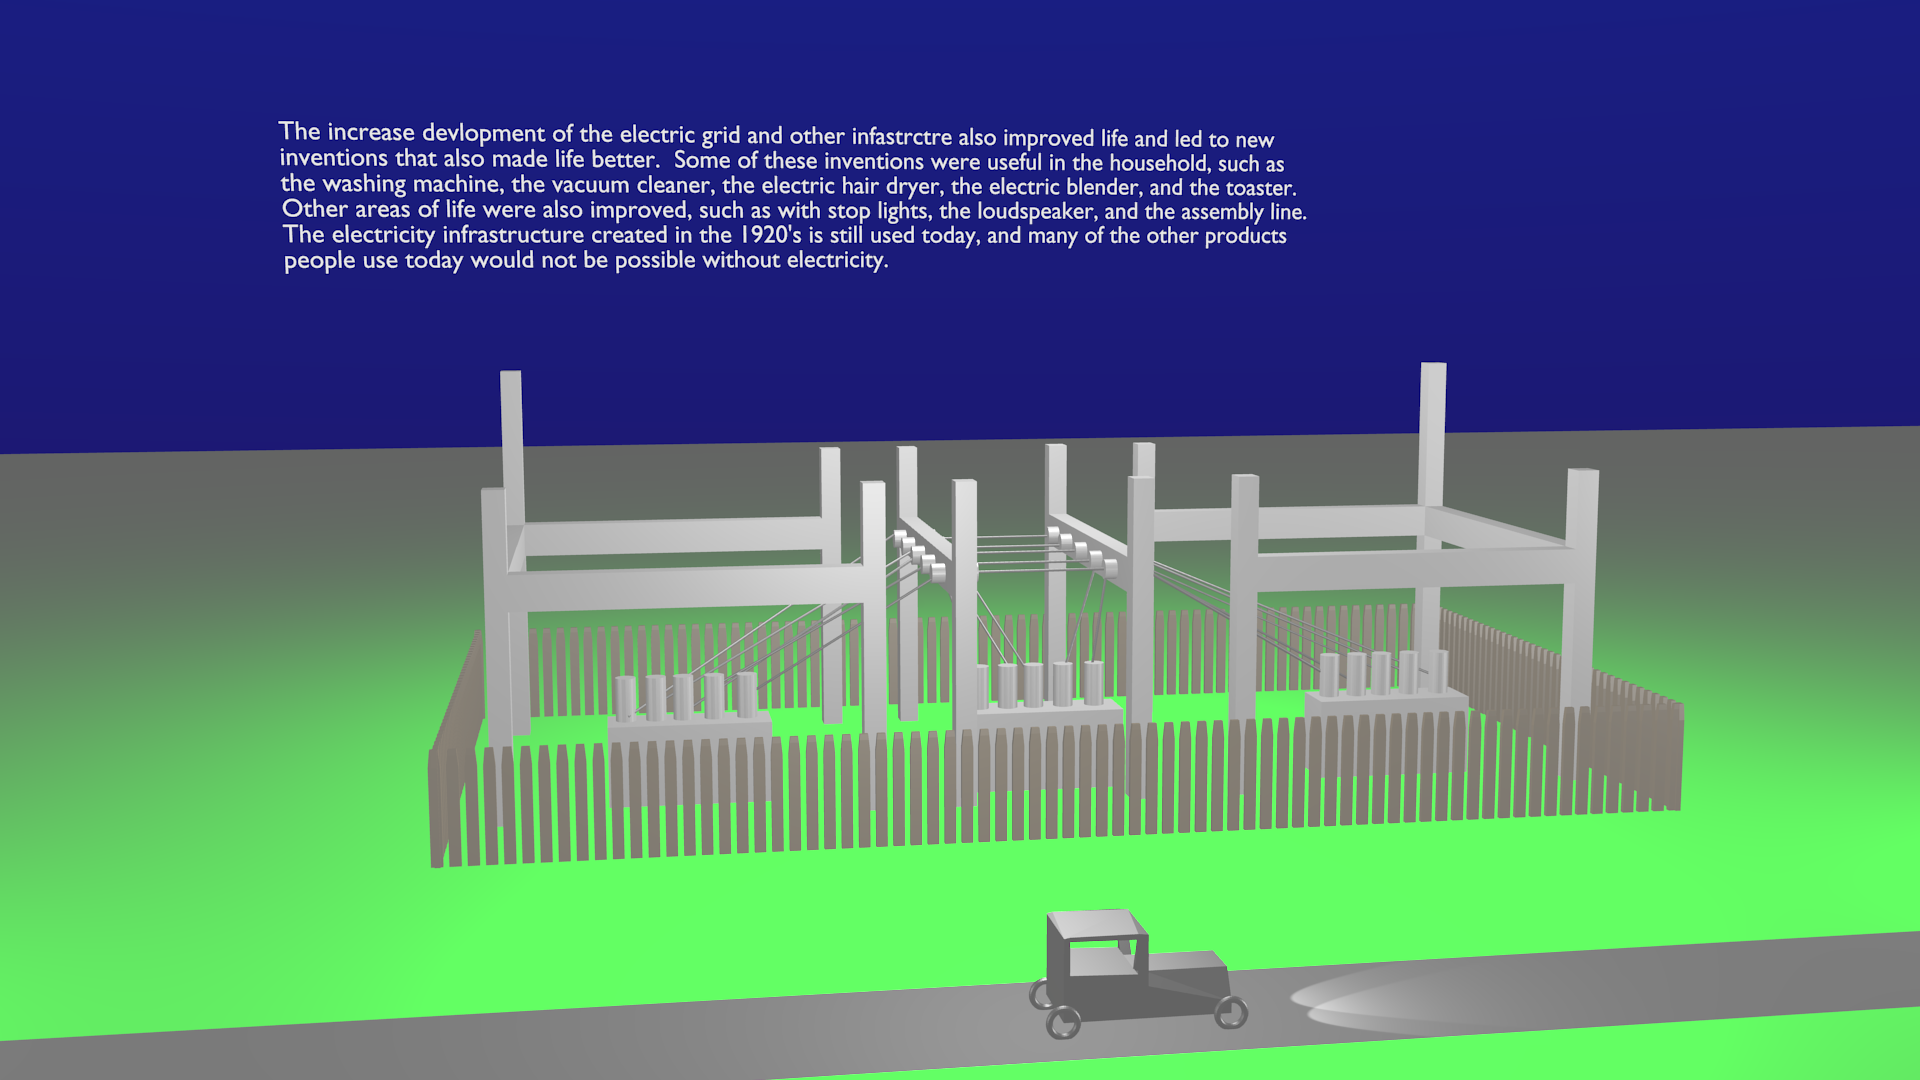 The increase devlopment of the electric grid and other infastrctre also improved life and led to new
inventions that also made life better.  Some of these inventions were useful in the household, such as
the washing machine, the vacuum cleaner, the electric hair dryer, the electric blender, and the toaster.
Other areas of life were also improved, such as with stop lights, the loudspeaker, and the assembly line.
The electricity infrastructure created in the 1920's is still used today, and many of the other products
people use today would not be possible without electricity.